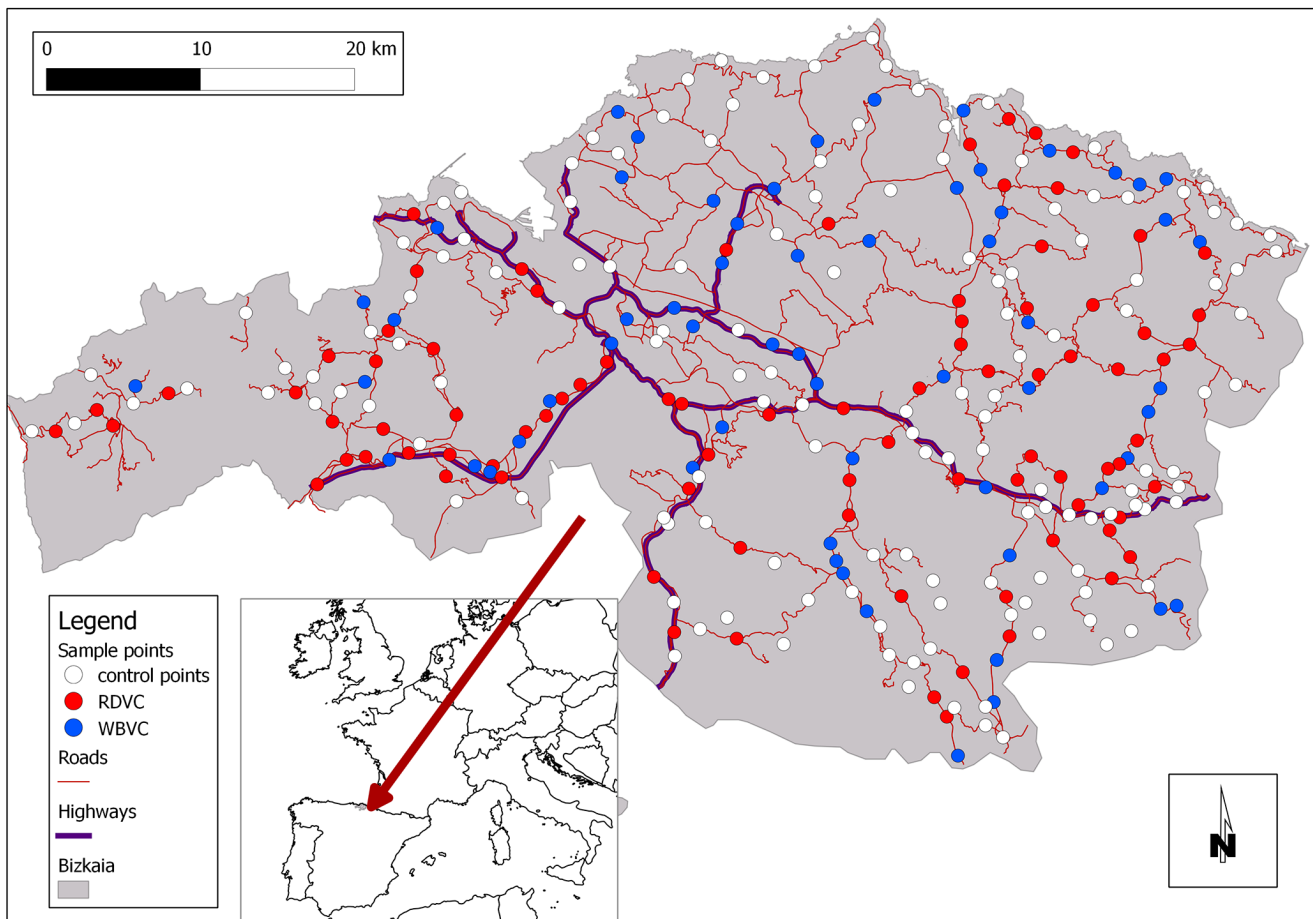 0 10 20 km
Legend
Sample points
control points
RDVC
WBVC
Roads
Highways
Bizkaia
N